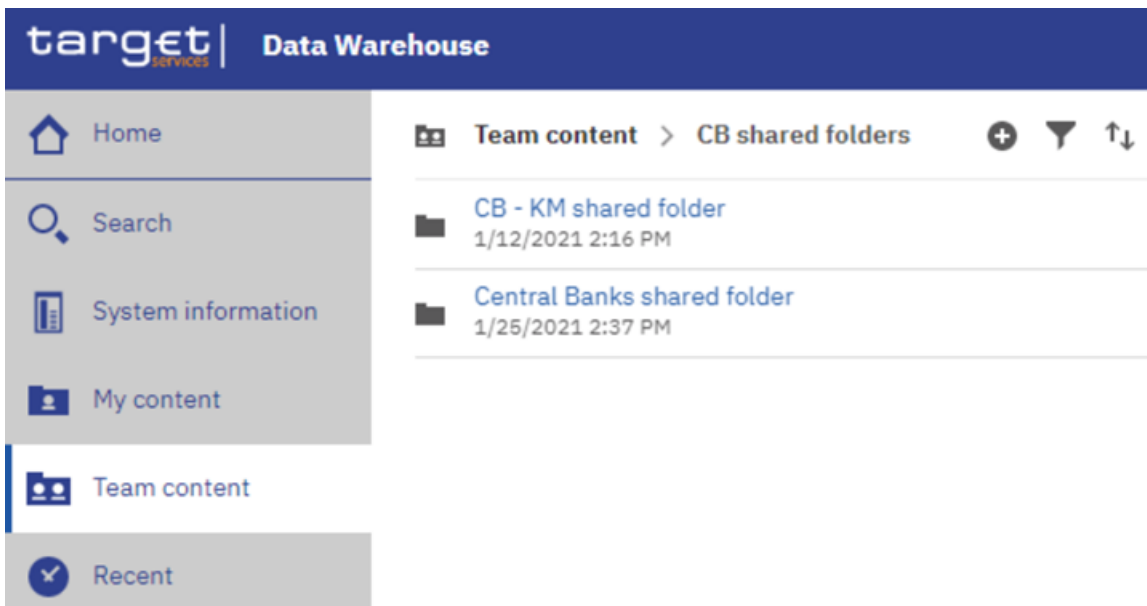 target services | Data Warehouse
Home
Team content > CB shared folders
CB - KM shared folder
1/12/2021 2:16 PM
Search
Central Banks shared folder
1/25/2021 2:37 PM
System information
My content
Team content
Recent